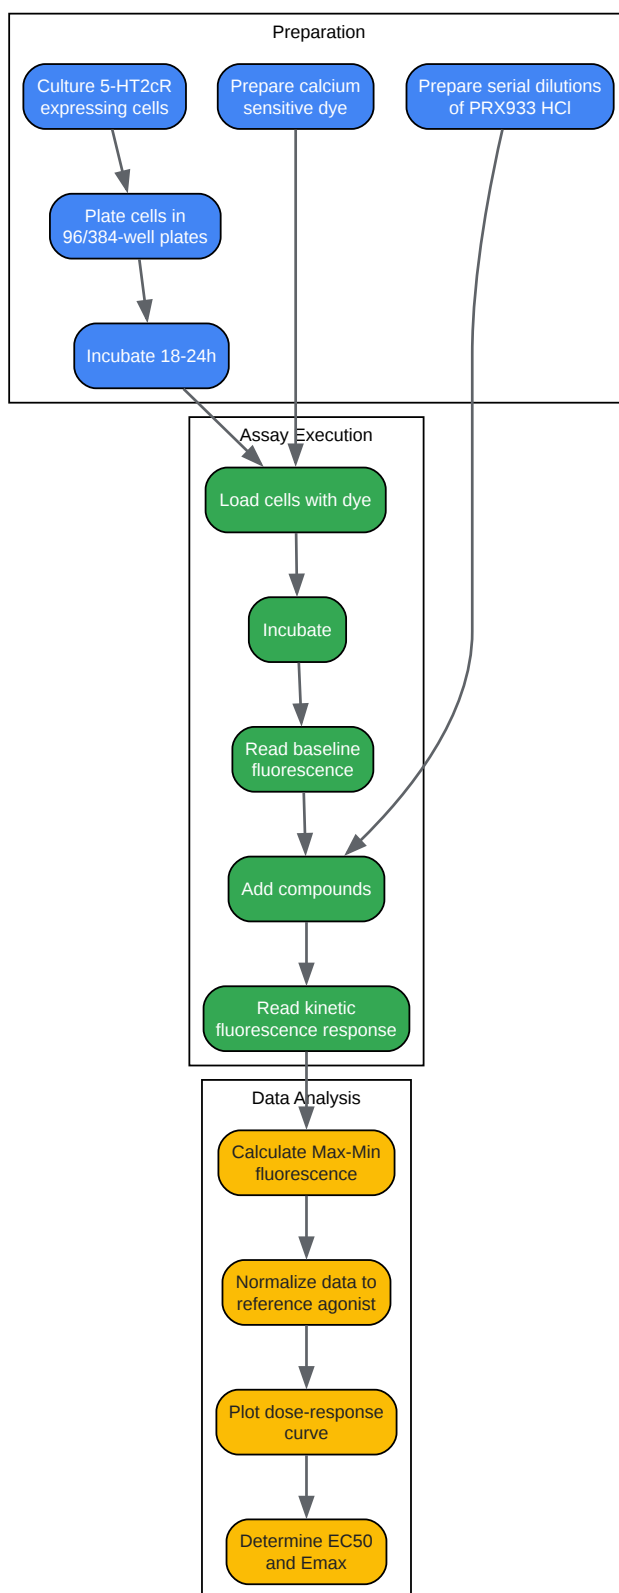 Preparation
Culture 5-HT2cR
expressing cells
Prepare calcium
sensitive dye
Prepare serial dilutions
of PRX933 HCl
Plate cells in
96/384-well plates
Incubate 18-24h
Assay Execution
Load cells with dye
Incubate
Read baseline
fluorescence
Add compounds
Read kinetic
fluorescence response
Data Analysis
Calculate Max-Min
fluorescence
Normalize data to
reference agonist
Plot dose-response
curve
Determine EC50
and Emax